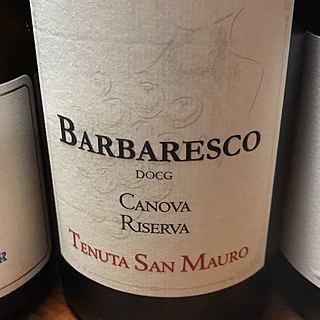 BARBARESCO
DOCG
CANOVA
RISERVA
TENUTA SAN MAURO
R